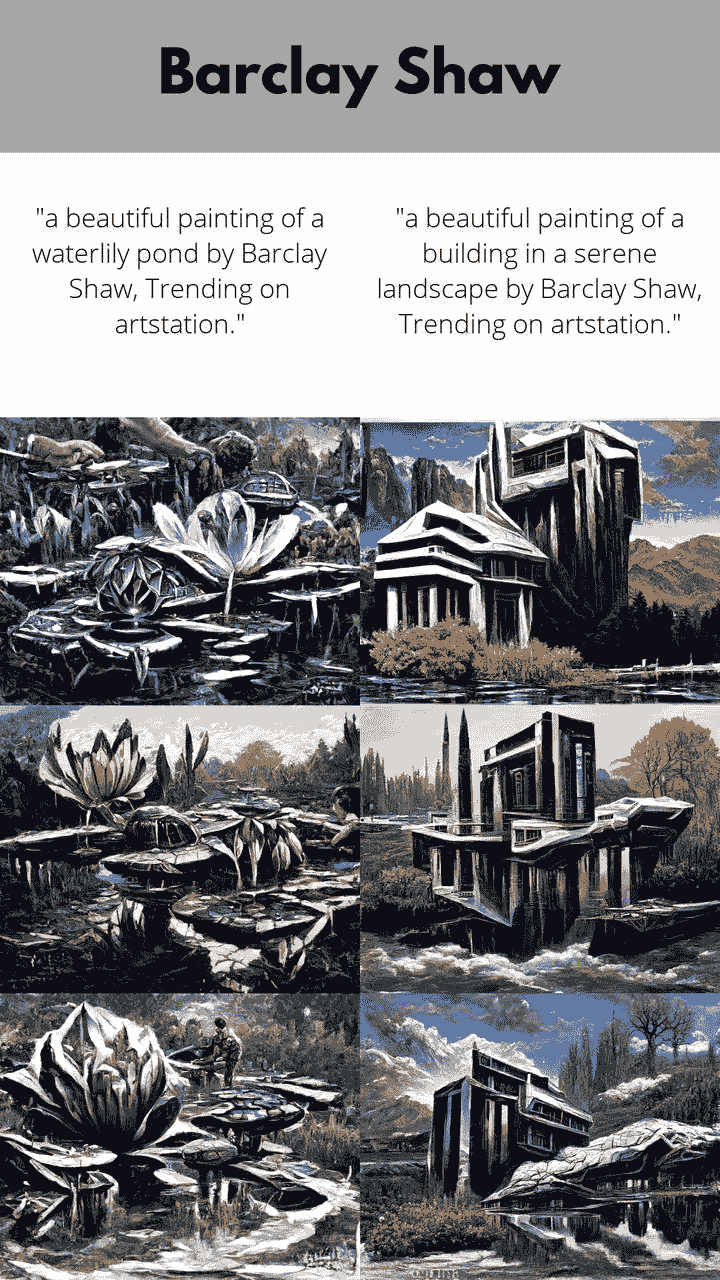 Barclay Shaw
"a beautiful painting of a
waterlily pond by Barclay
Shaw, Trending on
artstation."
"a beautiful painting of a
building in a serene
landscape by Barclay Shaw,
Trending on artstation."